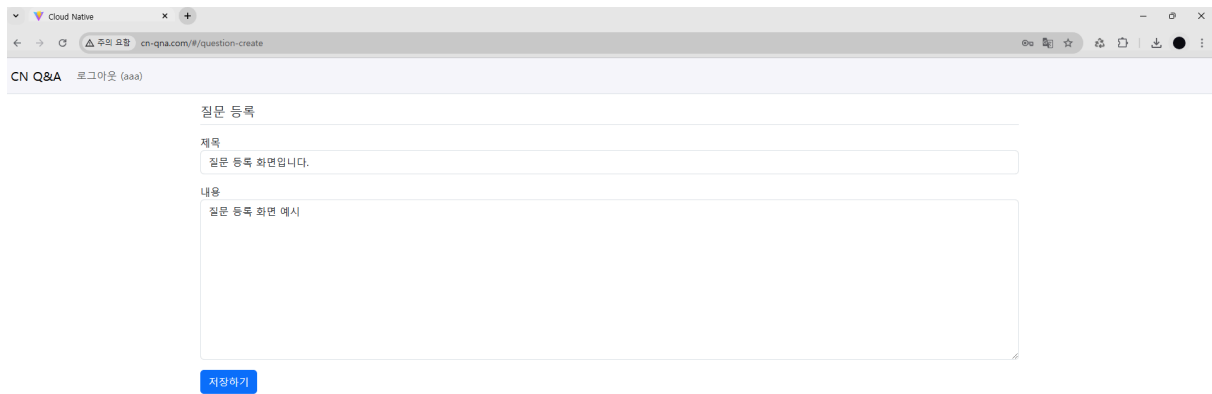 Cloud Native
주의 요함 cn-qna.com/#/question-create
CN Q&A 로그아웃 (aaa)
질문 등록
제목
질문 등록 화면입니다.
내용
질문 등록 화면 예시
저장하기